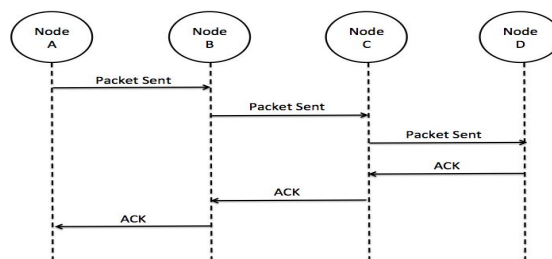 Node
A
Node
B
Node
C
Node
D
Packet Sent
Packet Sent
Packet Sent
ACK
ACK
ACK